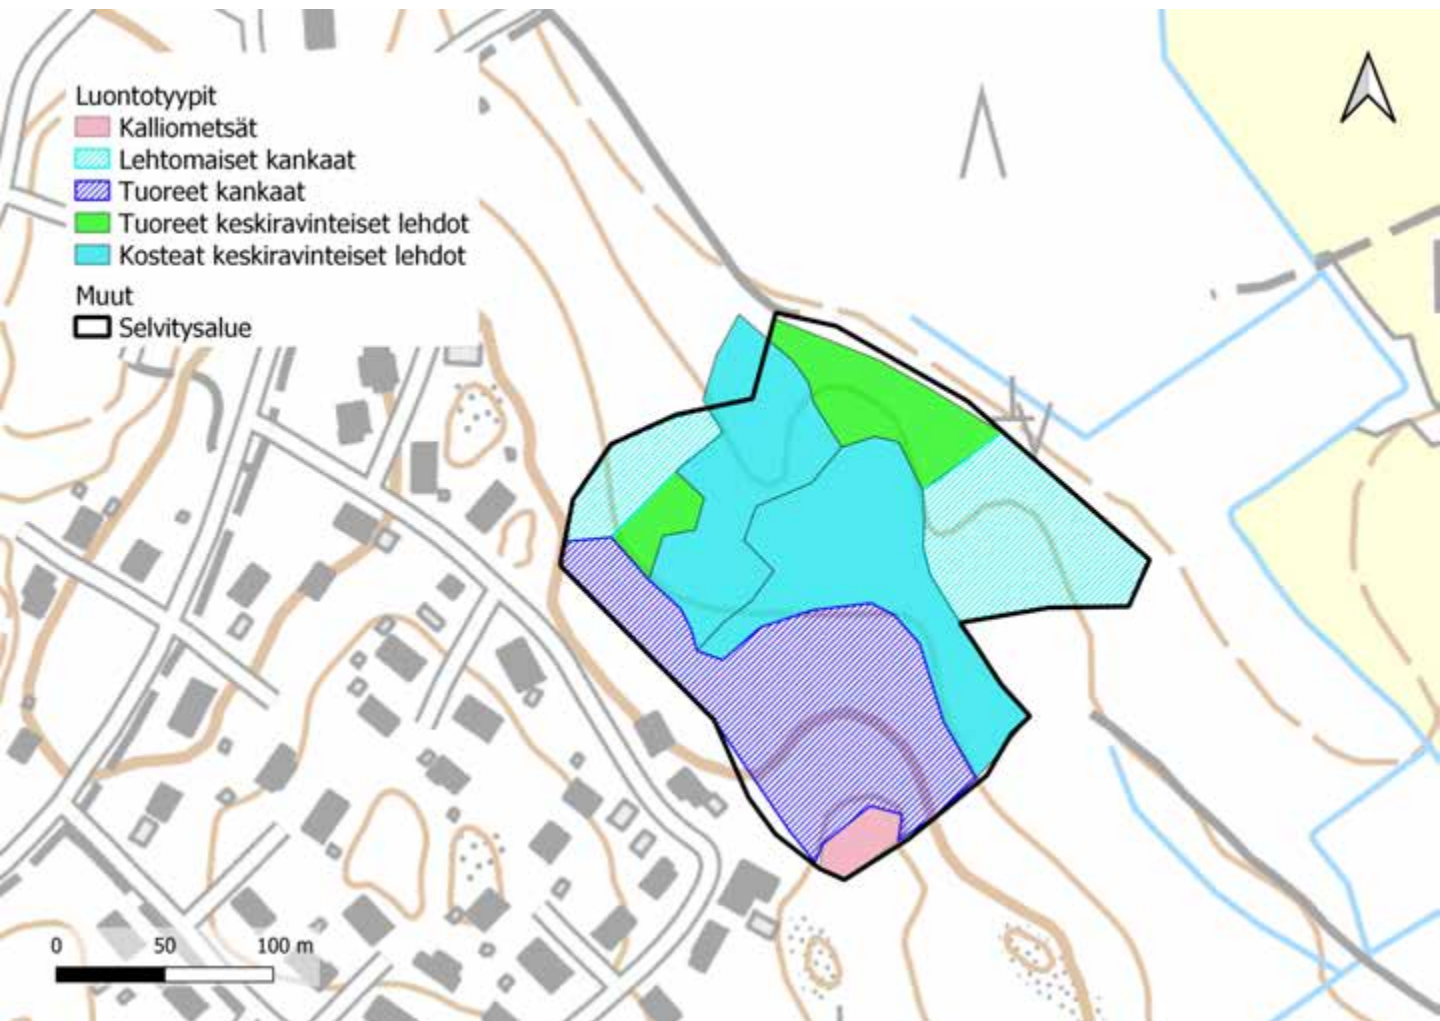 Luontotyypit
Kalliometsät
Lehtomaiset kankaat
Tuoreet kankaat
Tuoreet keskiravinteiset lehdot
Kosteat keskiravinteiset lehdot
Muut
Selvitysalue
0 50 100 m